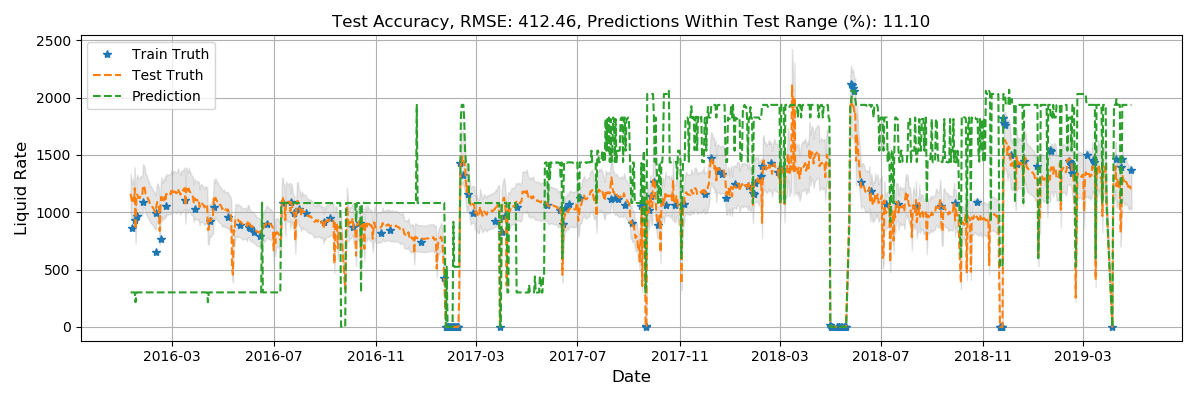 Test Accuracy, RMSE: 412.46, Predictions Within Test Range (%): 11.10
Train Truth
Test Truth
Prediction
Liquid Rate
2500
2000
1500
1000
500
0
2016-03 2016-07 2016-11 2017-03 2017-07 2017-11 2018-03 2018-07 2018-11 2019-03
Date